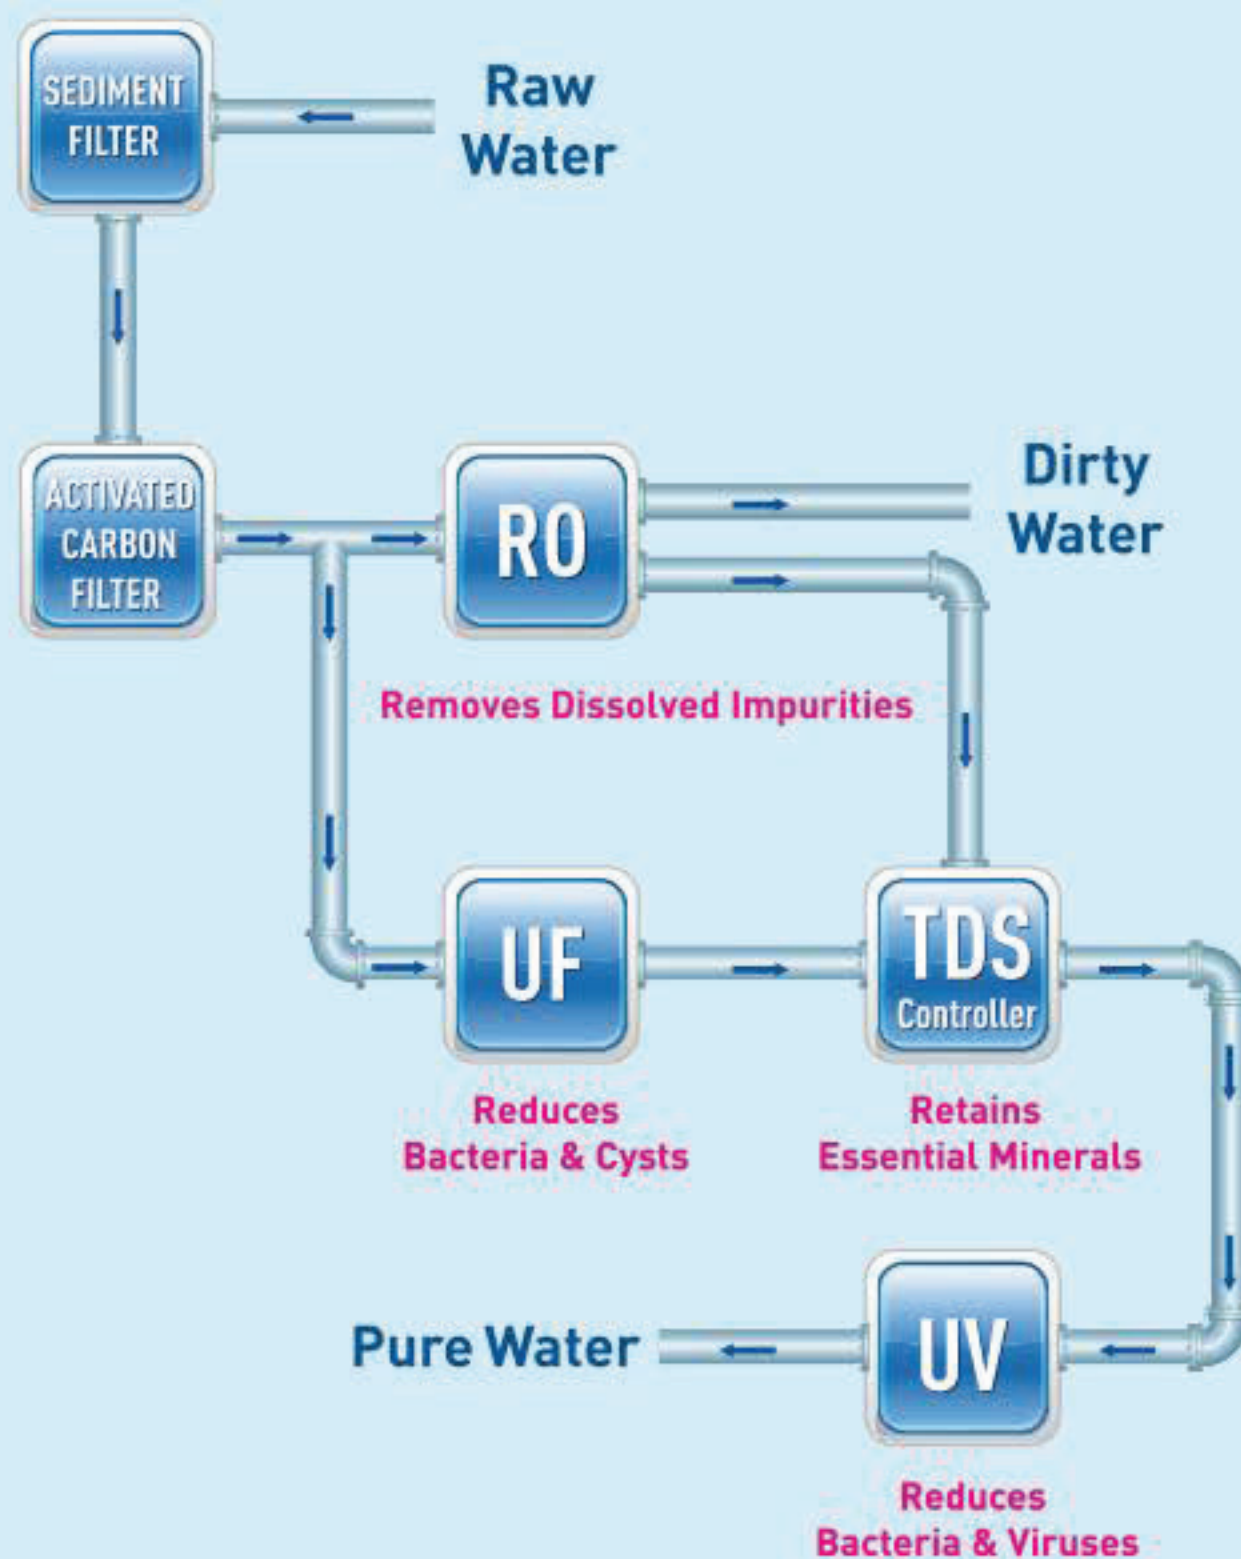 SEDIMENT
FILTER
Raw
Water
ACTIVATED
CARBON
FILTER
RO
Dirty
Water
Removes Dissolved Impurities
UF
TDS
Controller
Reduces
Bacteria & Cysts
Retains
Essential Minerals
Pure Water
UV
Reduces
Bacteria & Viruses